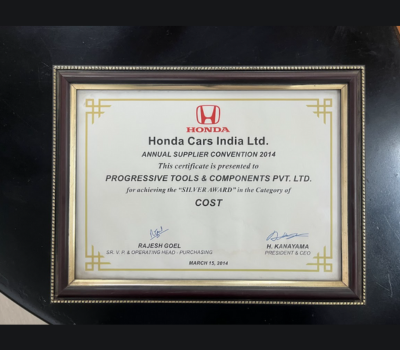 HONDA
Honda Cars India Ltd.
ANNUAL SUPPLIER CONVENTION 2014
This certificate is presented to
PROGRESSIVE TOOLS & COMPONENTS PVT. LTD.
for achieving the "SILVER AWARD" in the Category of
COST
RAJESH GOEL H. KANAYAMA
SR. V. P. & OPERATING HEAD - PURCHASING PRESIDENT & CEO
MARCH 15, 2014